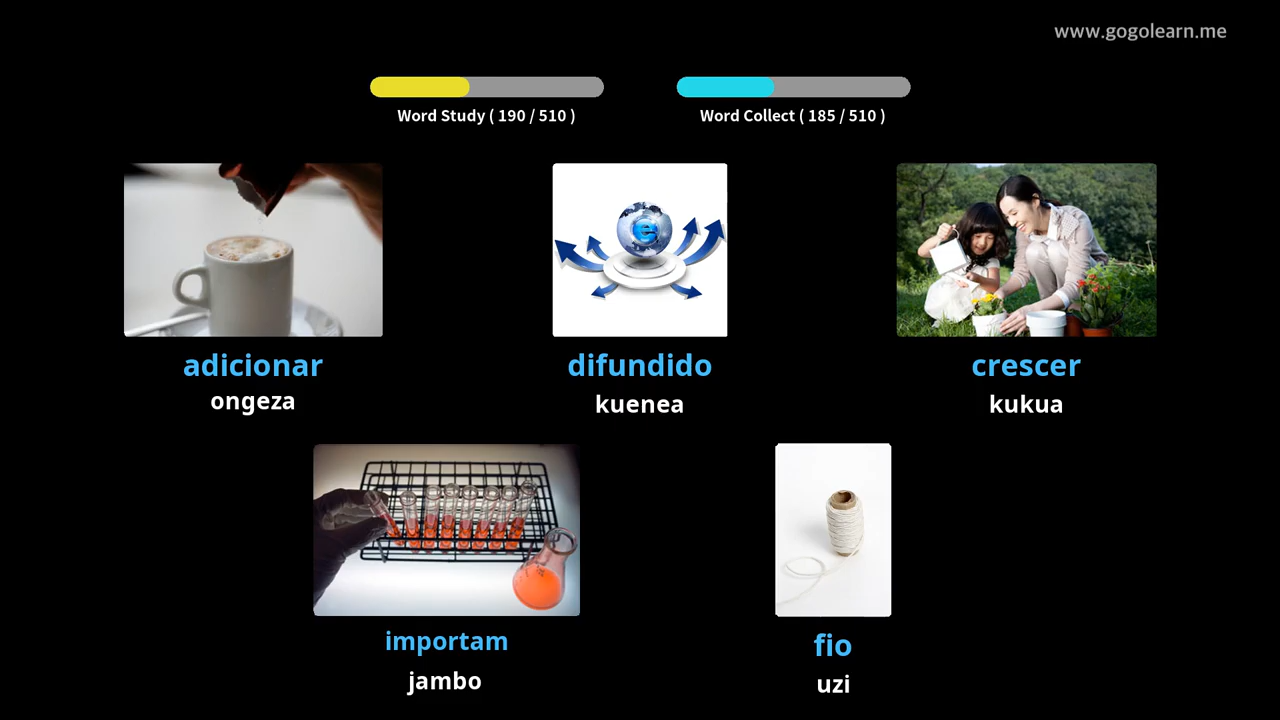 www.gogolearn.me
Word Study ( 190 / 510 )
Word Collect ( 185 / 510 )
adicionar
ongeza
difundido
kuenea
crescer
kukua
importam
jambo
fio
uzi